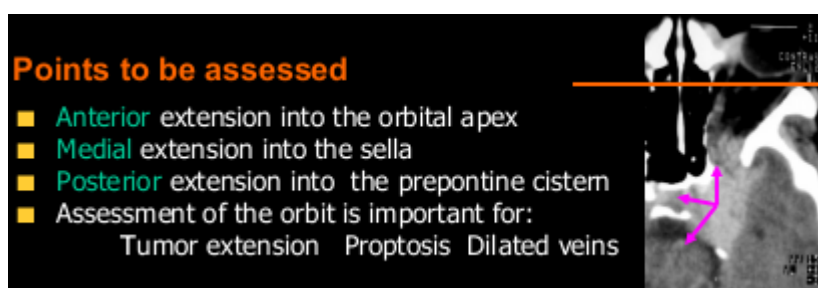 Points to be assessed
Anterior extension into the orbital apex
Medial extension into the sella
Posterior extension into the prepontine cistern
Assessment of the orbit is important for:
Tumor extension Proptosis Dilated veins